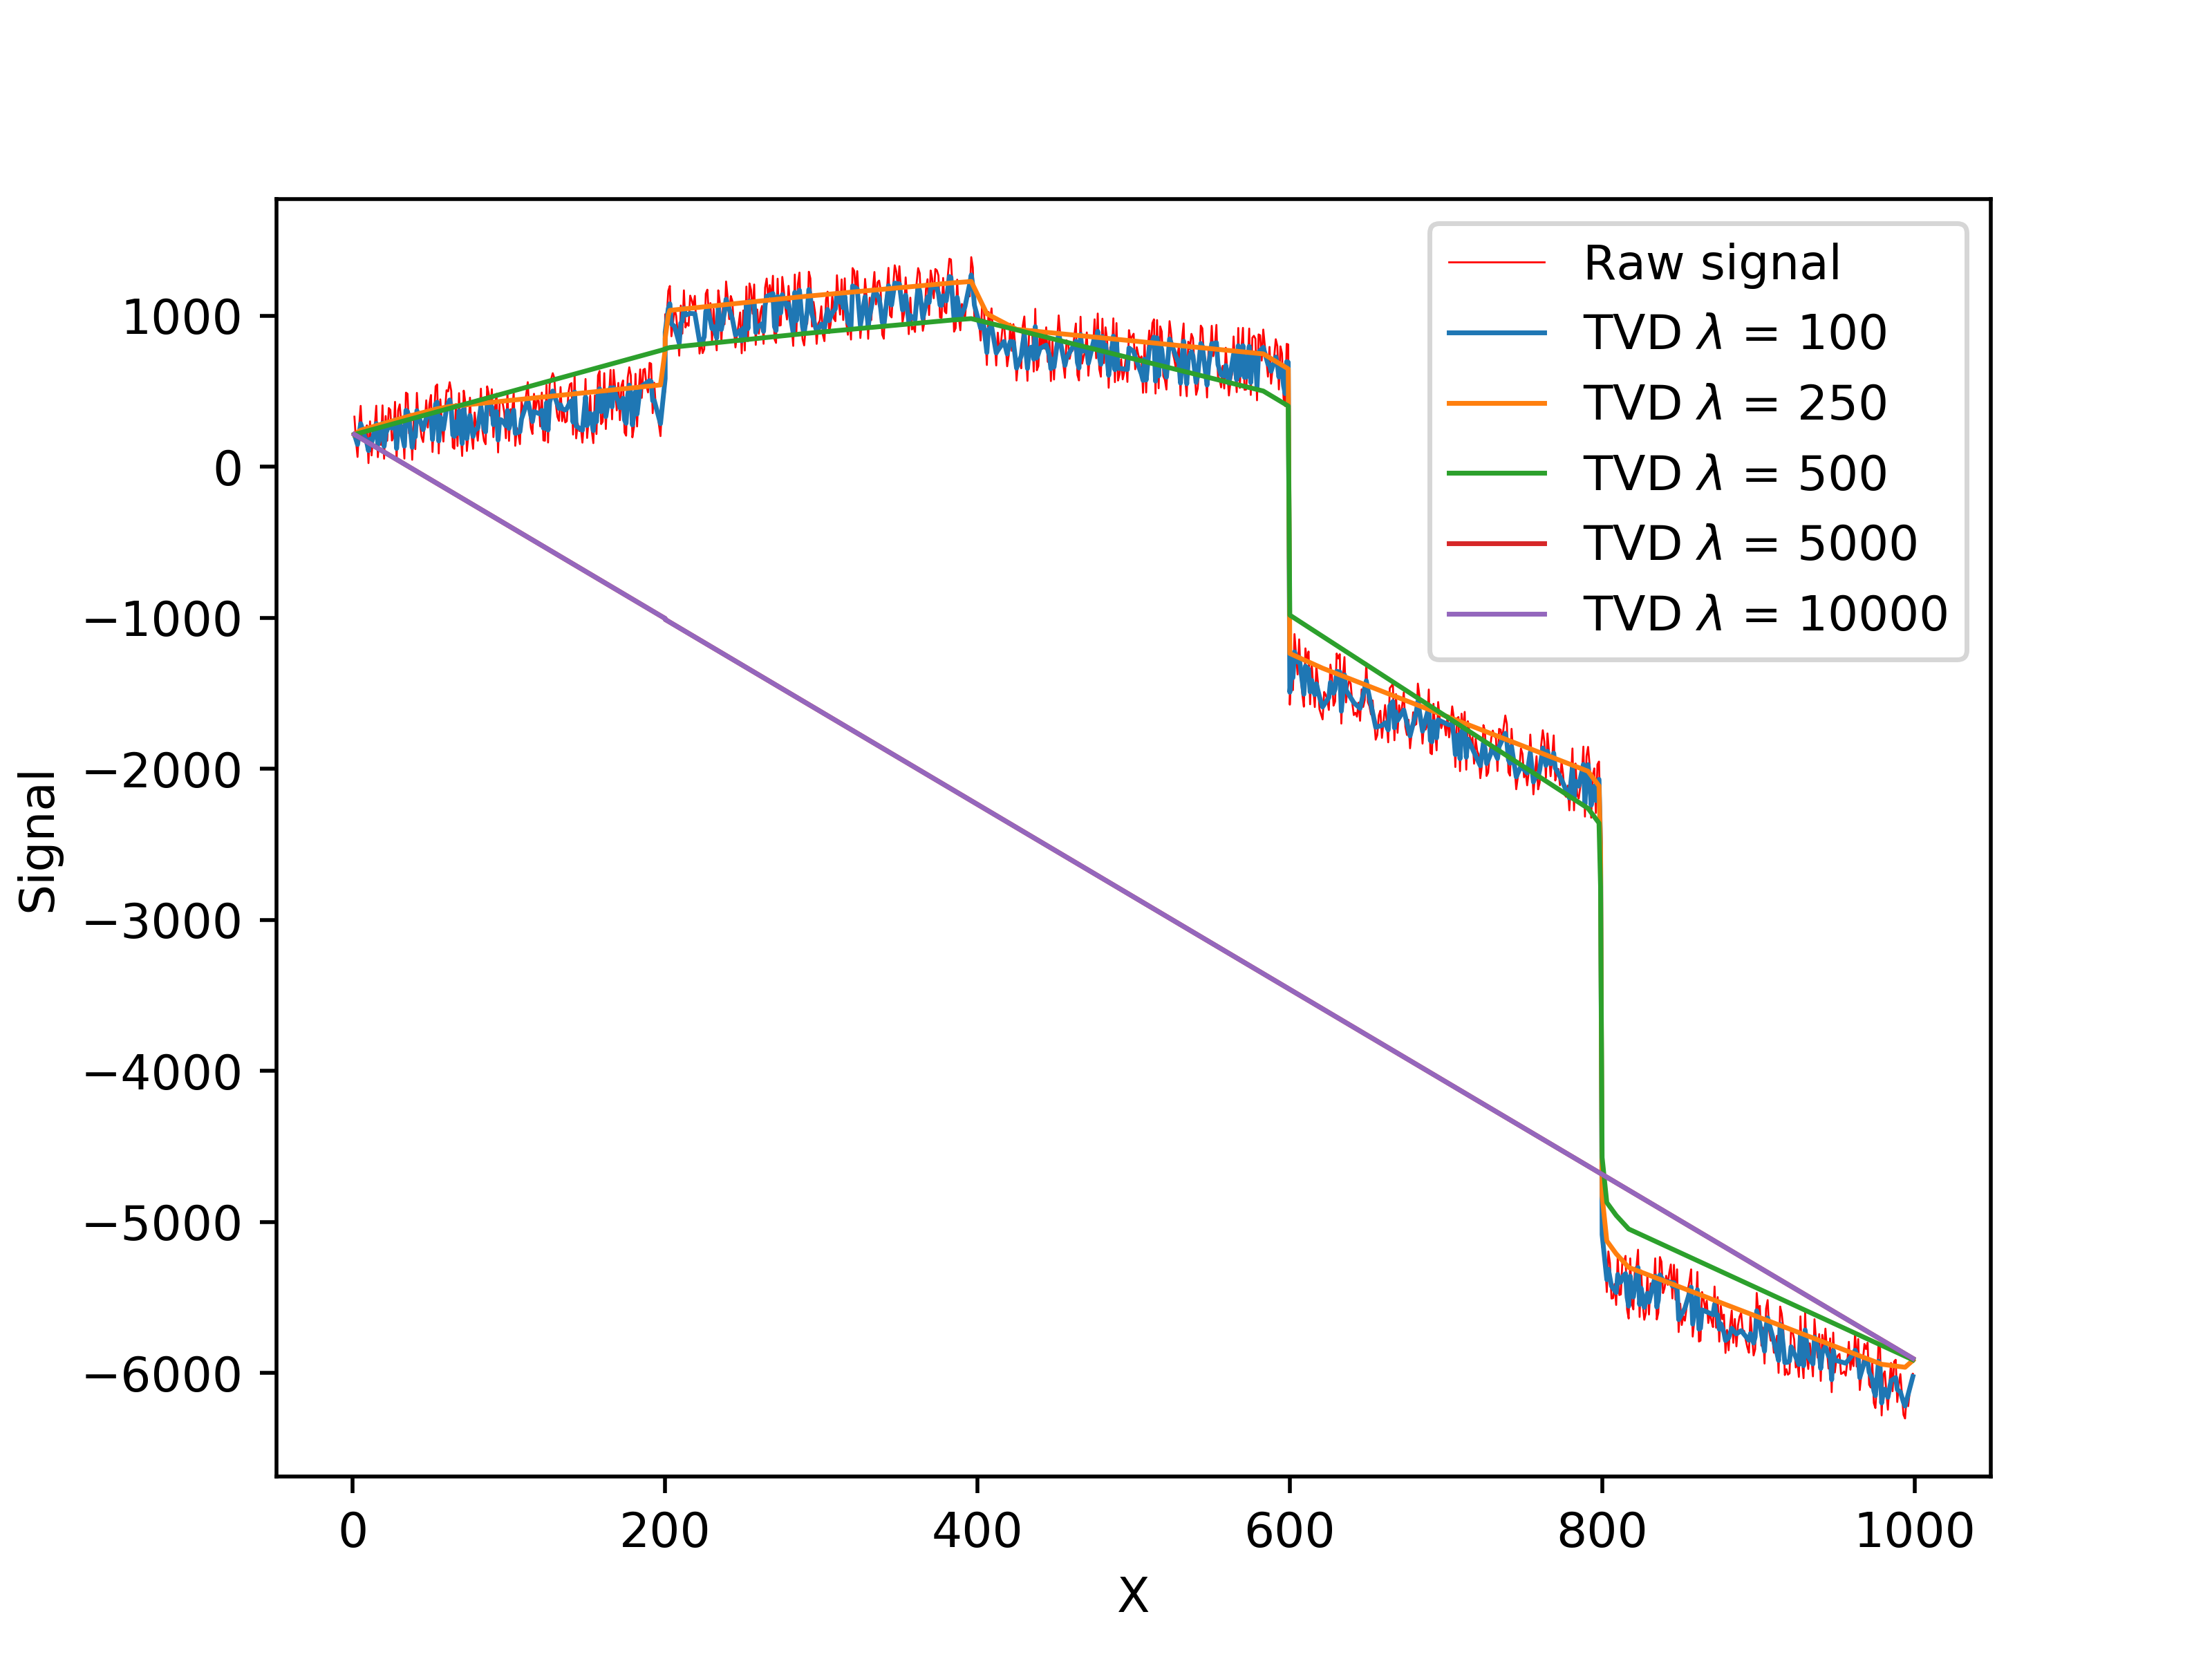 Raw signal
TVD λ = 100
TVD λ = 250
TVD λ = 500
TVD λ = 5000
TVD λ = 10000
1000
0
−1000
−2000
−3000
−4000
−5000
−6000
Signal
0 200 400 600 800 1000
X